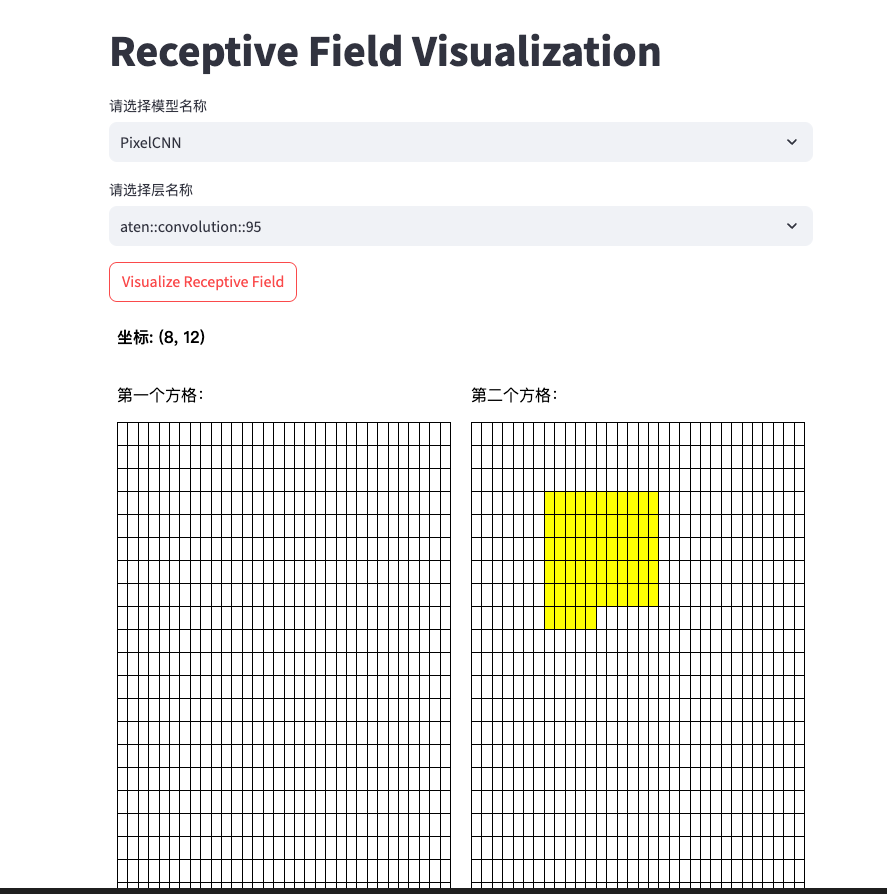 Receptive Field Visualization
请选择模型名称
PixelCNN
请选择层名称
aten::convolution::95
Visualize Receptive Field
坐标: (8, 12)
第一个方格：
第二个方格：